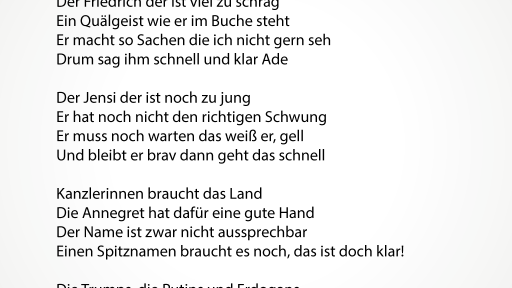 Der Friedrich der ist viel zu schräg
Ein Quälgeist wie er im Buche steht
Er macht so Sachen die ich nicht gern seh
Drum sag ihm schnell und klar Ade
Der Jensi der ist noch zu jung
Er hat noch nicht den richtigen Schwung
Er muss noch warten das weiß er, gell
Und bleibt er brav dann geht das schnell
Kanzlerinnen braucht das Land
Die Annegret hat dafür eine gute Hand
Der Name ist zwar nicht aussprechbar
Einen Spitznamen braucht es noch, das ist doch klar!
Die Trumps, die Putins und Erdogans